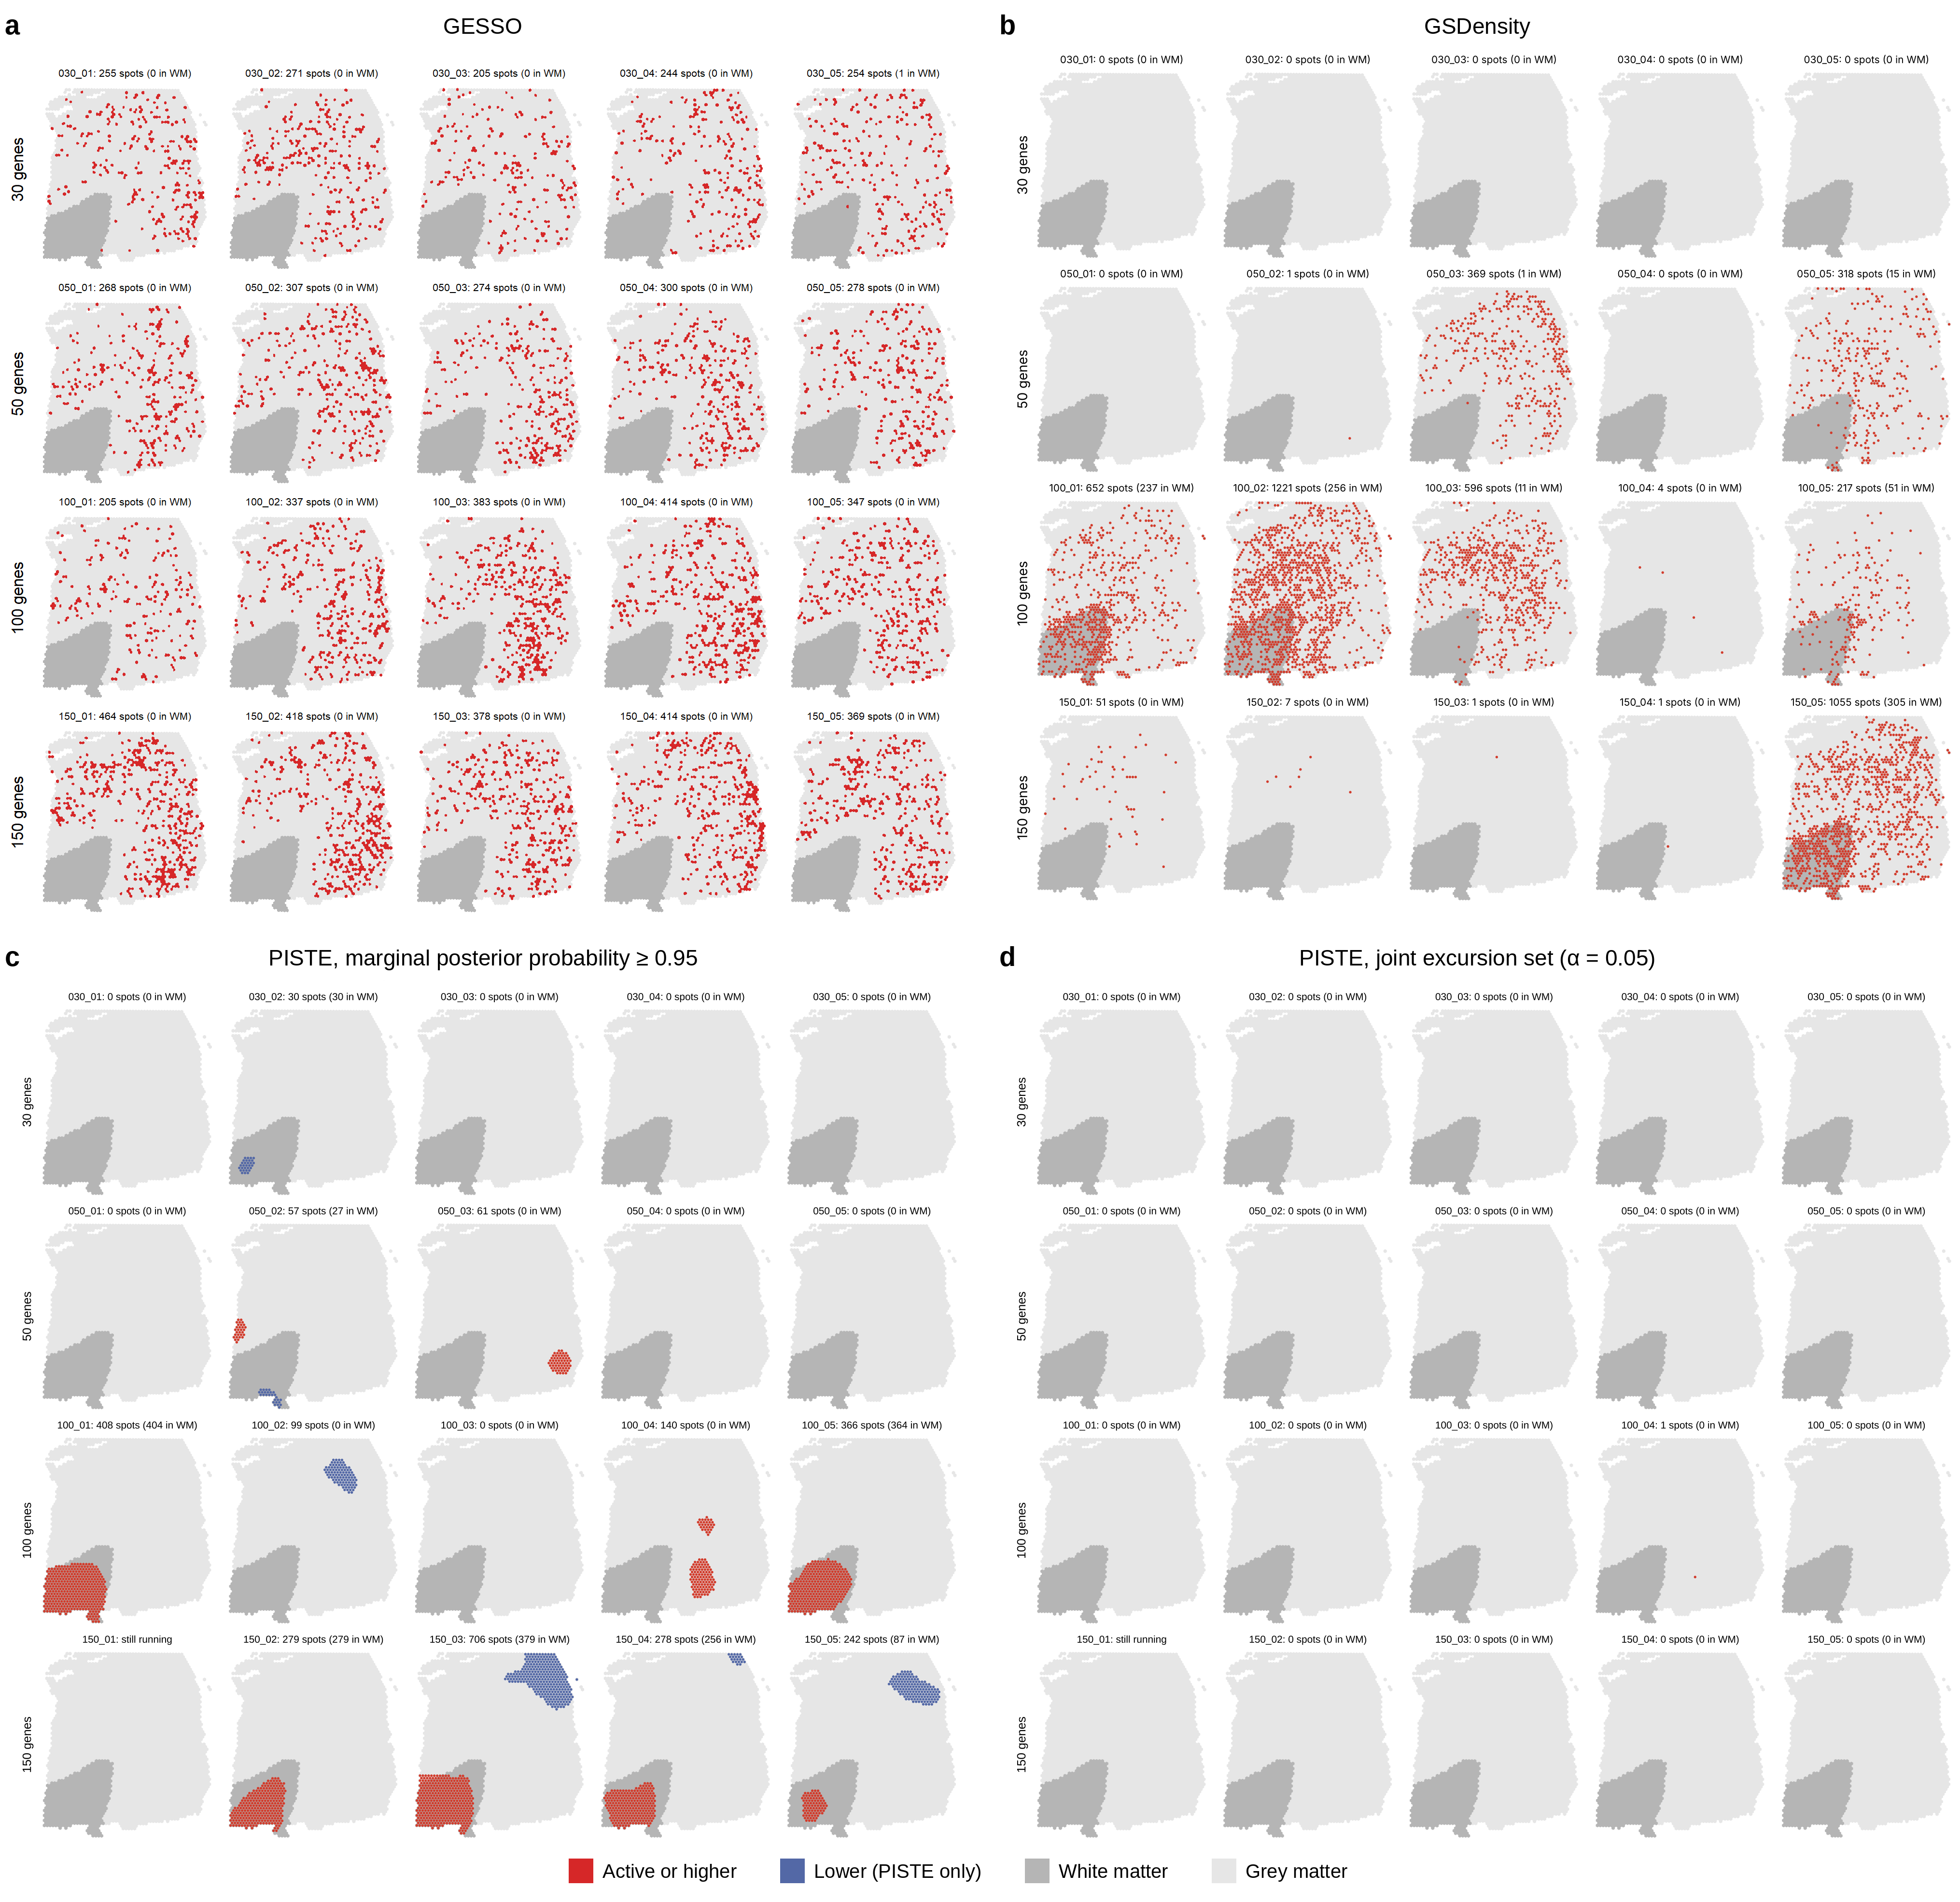 a
GESSO
030_01: 255 spots (0 in WM)
030_02: 271 spots (0 in WM)
030_03: 205 spots (0 in WM)
030_04: 244 spots (0 in WM)
030_05: 254 spots (1 in WM)
30 genes
050_01: 268 spots (0 in WM)
050_02: 307 spots (0 in WM)
050_03: 274 spots (0 in WM)
050_04: 300 spots (0 in WM)
050_05: 278 spots (0 in WM)
50 genes
100_01: 205 spots (0 in WM)
100_02: 337 spots (0 in WM)
100_03: 383 spots (0 in WM)
100_04: 414 spots (0 in WM)
100_05: 347 spots (0 in WM)
100 genes
150_01: 464 spots (0 in WM)
150_02: 418 spots (0 in WM)
150_03: 378 spots (0 in WM)
150_04: 414 spots (0 in WM)
150_05: 369 spots (0 in WM)
150 genes
b
GSDensity
030_01: 0 spots (0 in WM)
030_02: 0 spots (0 in WM)
030_03: 0 spots (0 in WM)
030_04: 0 spots (0 in WM)
030_05: 0 spots (0 in WM)
30 genes
050_01: 0 spots (0 in WM)
050_02: 1 spots (0 in WM)
050_03: 369 spots (1 in WM)
050_04: 0 spots (0 in WM)
050_05: 318 spots (15 in WM)
50 genes
100_01: 652 spots (237 in WM)
100_02: 1221 spots (256 in WM)
100_03: 596 spots (11 in WM)
100_04: 4 spots (0 in WM)
100_05: 217 spots (51 in WM)
100 genes
150_01: 51 spots (0 in WM)
150_02: 7 spots (0 in WM)
150_03: 1 spots (0 in WM)
150_04: 1 spots (0 in WM)
150_05: 1055 spots (305 in WM)
150 genes
c
PISTE, marginal posterior probability ≥ 0.95
030_01: 0 spots (0 in WM)
030_02: 30 spots (30 in WM)
030_03: 0 spots (0 in WM)
030_04: 0 spots (0 in WM)
030_05: 0 spots (0 in WM)
30 genes
050_01: 0 spots (0 in WM)
050_02: 57 spots (27 in WM)
050_03: 61 spots (0 in WM)
050_04: 0 spots (0 in WM)
050_05: 0 spots (0 in WM)
50 genes
100_01: 408 spots (404 in WM)
100_02: 99 spots (0 in WM)
100_03: 0 spots (0 in WM)
100_04: 140 spots (0 in WM)
100_05: 366 spots (364 in WM)
100 genes
150_01: still running
150_02: 279 spots (279 in WM)
150_03: 706 spots (379 in WM)
150_04: 278 spots (256 in WM)
150_05: 242 spots (87 in WM)
150 genes
d
PISTE, joint excursion set (α = 0.05)
030_01: 0 spots (0 in WM)
030_02: 0 spots (0 in WM)
030_03: 0 spots (0 in WM)
030_04: 0 spots (0 in WM)
030_05: 0 spots (0 in WM)
30 genes
050_01: 0 spots (0 in WM)
050_02: 0 spots (0 in WM)
050_03: 0 spots (0 in WM)
050_04: 0 spots (0 in WM)
050_05: 0 spots (0 in WM)
50 genes
100_01: 0 spots (0 in WM)
100_02: 0 spots (0 in WM)
100_03: 0 spots (0 in WM)
100_04: 1 spots (0 in WM)
100_05: 0 spots (0 in WM)
100 genes
150_01: still running
150_02: 0 spots (0 in WM)
150_03: 0 spots (0 in WM)
150_04: 0 spots (0 in WM)
150_05: 0 spots (0 in WM)
150 genes
Active or higher
Lower (PISTE only)
White matter
Grey matter